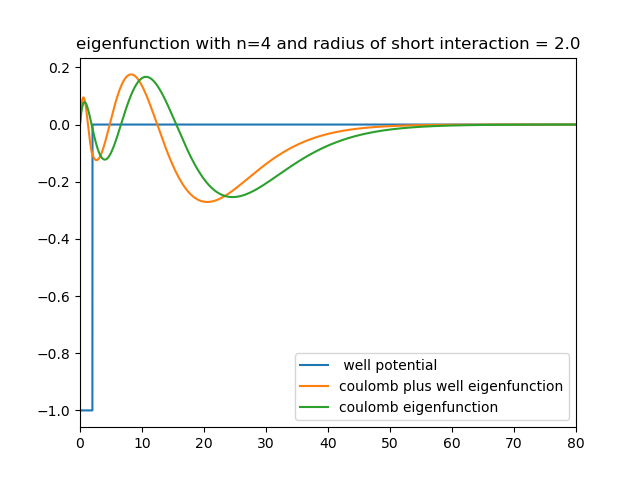 eigenfunction with n=4 and radius of short interaction = 2.0
0.2
0.0
−0.2
−0.4
−0.6
−0.8
−1.0
well potential
coulomb plus well eigenfunction
coulomb eigenfunction
0 10 20 30 40 50 60 70 80